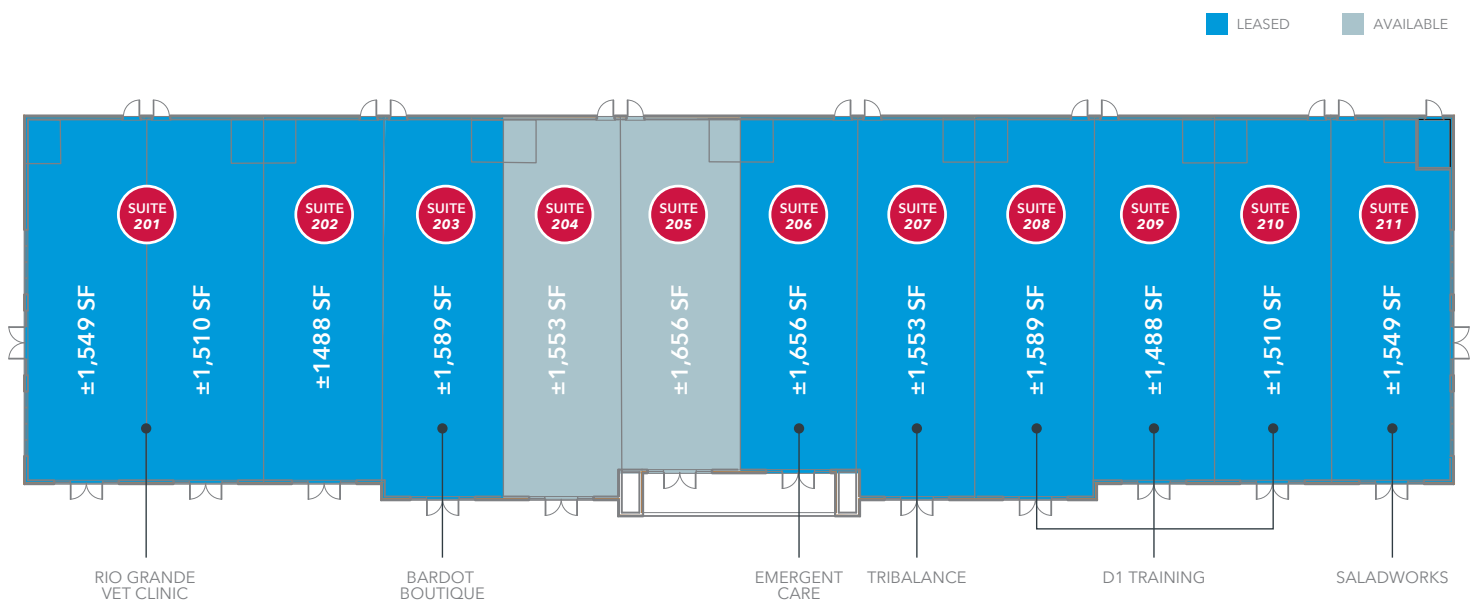 LEASED
AVAILABLE
SUITE
201
SUITE
202
SUITE
203
SUITE
204
SUITE
205
SUITE
206
SUITE
207
SUITE
208
SUITE
209
SUITE
210
SUITE
211
±1,549 SF
±1,510 SF
±1488 SF
±1,589 SF
±1,553 SF
±1,656 SF
±1,656 SF
±1,553 SF
±1,589 SF
±1,488 SF
±1,510 SF
±1,549 SF
RIO GRANDE
VET CLINIC
BARDOT
BOUTIQUE
EMERGENT
CARE
TRIBALANCE
D1 TRAINING
SALADWORKS